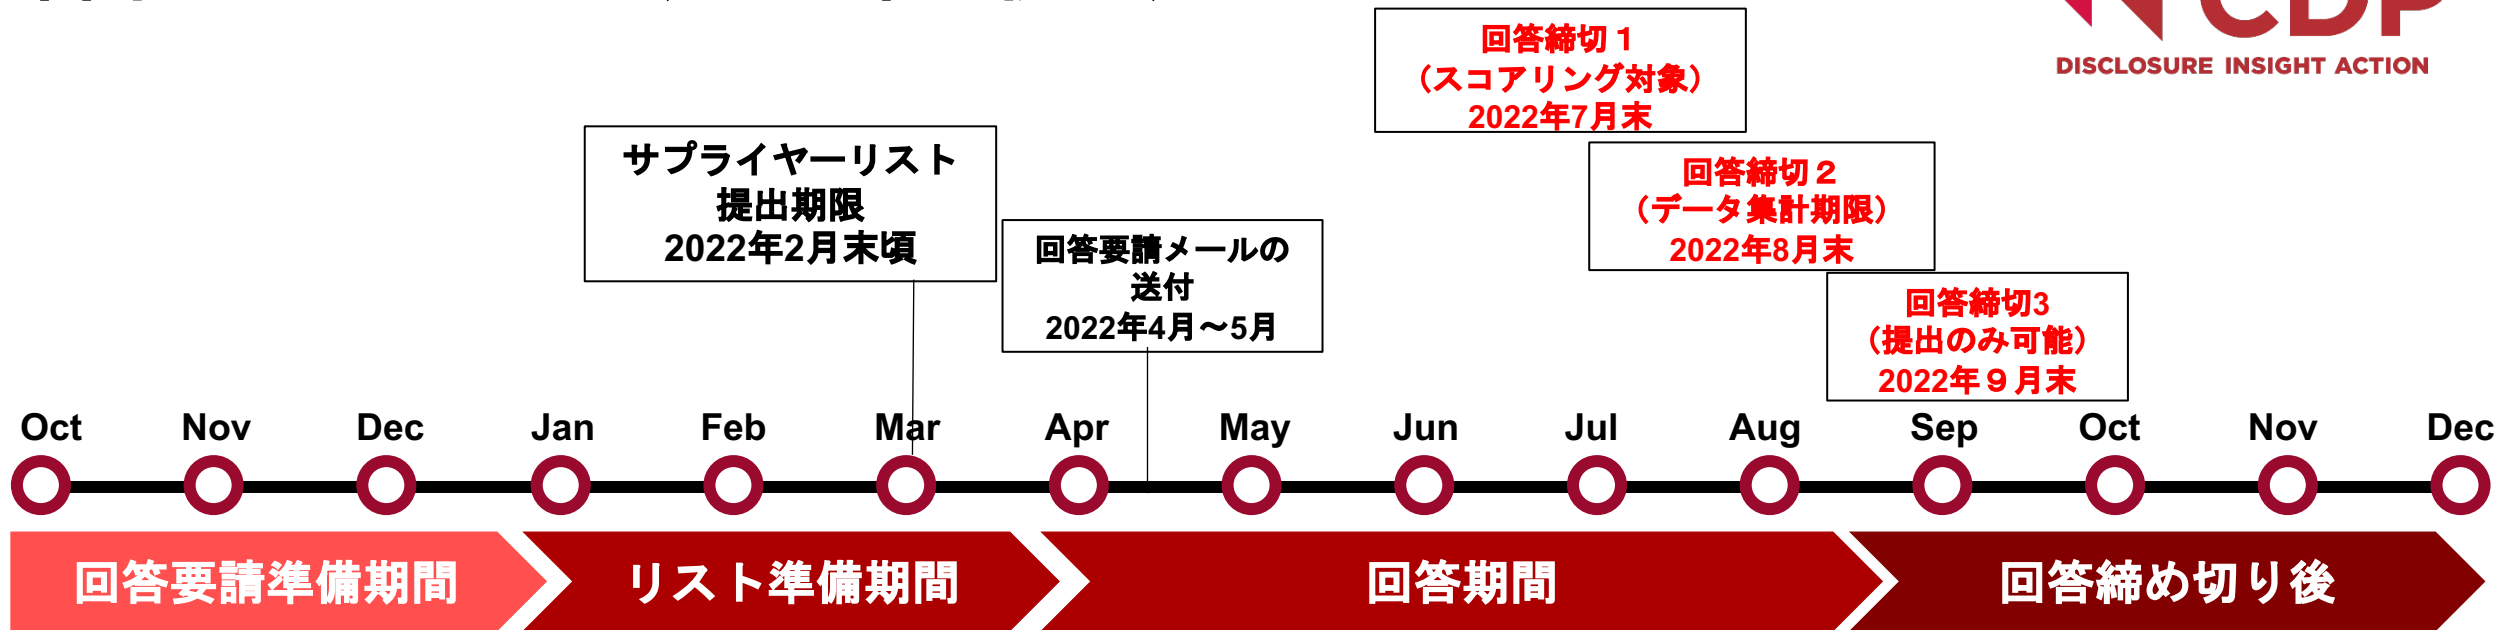 CDP
DISCLOSURE INSIGHT ACTION
回答締切１
（スコアリング対象）
2022年7月末
サプライヤーリスト
提出期限
2022年2月末頃
回答締切２
（データ集計期限）
2022年8月末
回答要請メールの
送付
2022年4月～5月
回答締切3
（提出のみ可能）
2022年９月末
Oct Nov Dec Jan Feb Mar Apr May Jun Jul Aug Sep Oct Nov Dec
回答要請準備期間 リスト準備期間 回答期間 回答締め切り後